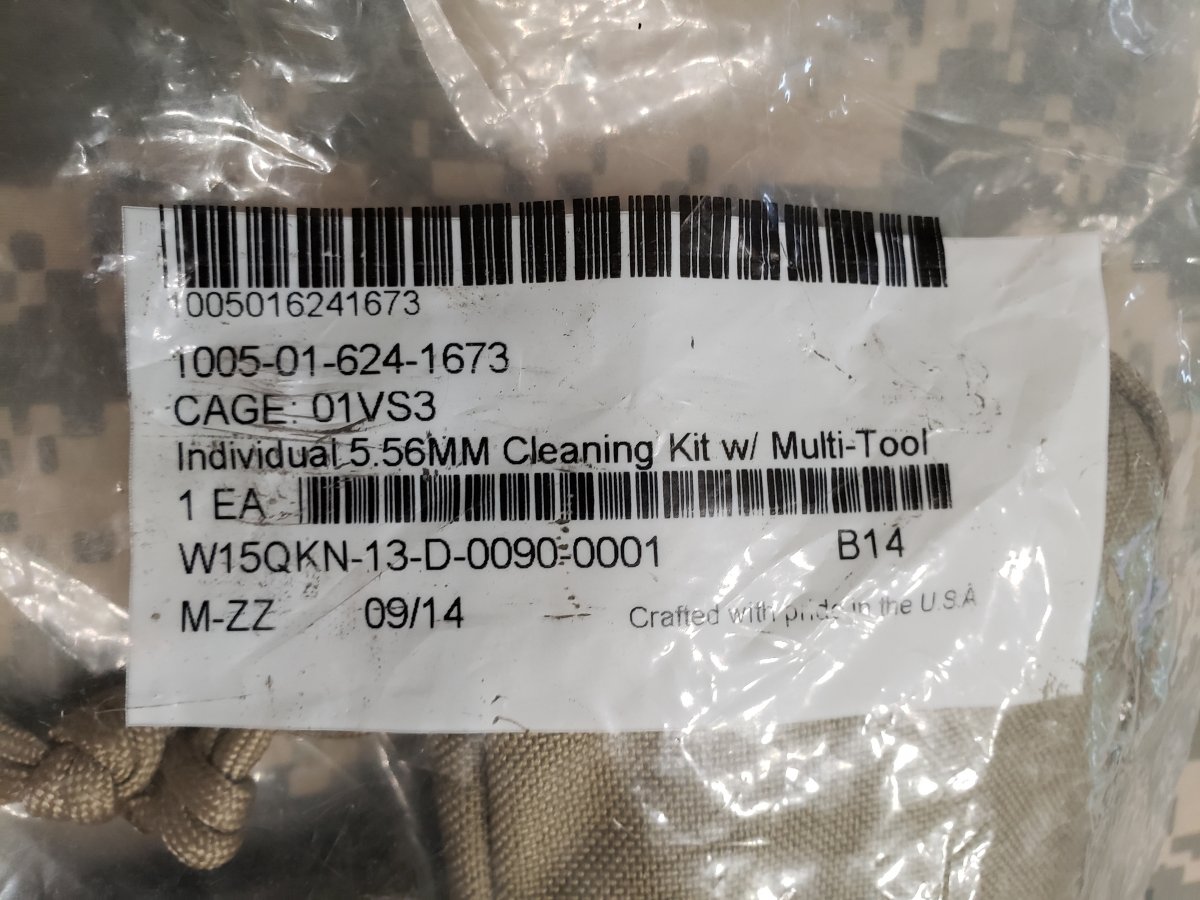 1005016241673
1005-01-624-1673
CAGE: 01VS3
Individual 5.56MM Cleaning Kit w/ Multi-Tool
1 EA
W15QKN-13-D-0090-0001 B14
M-ZZ 09/14 Crafted with pride in the U.S.A